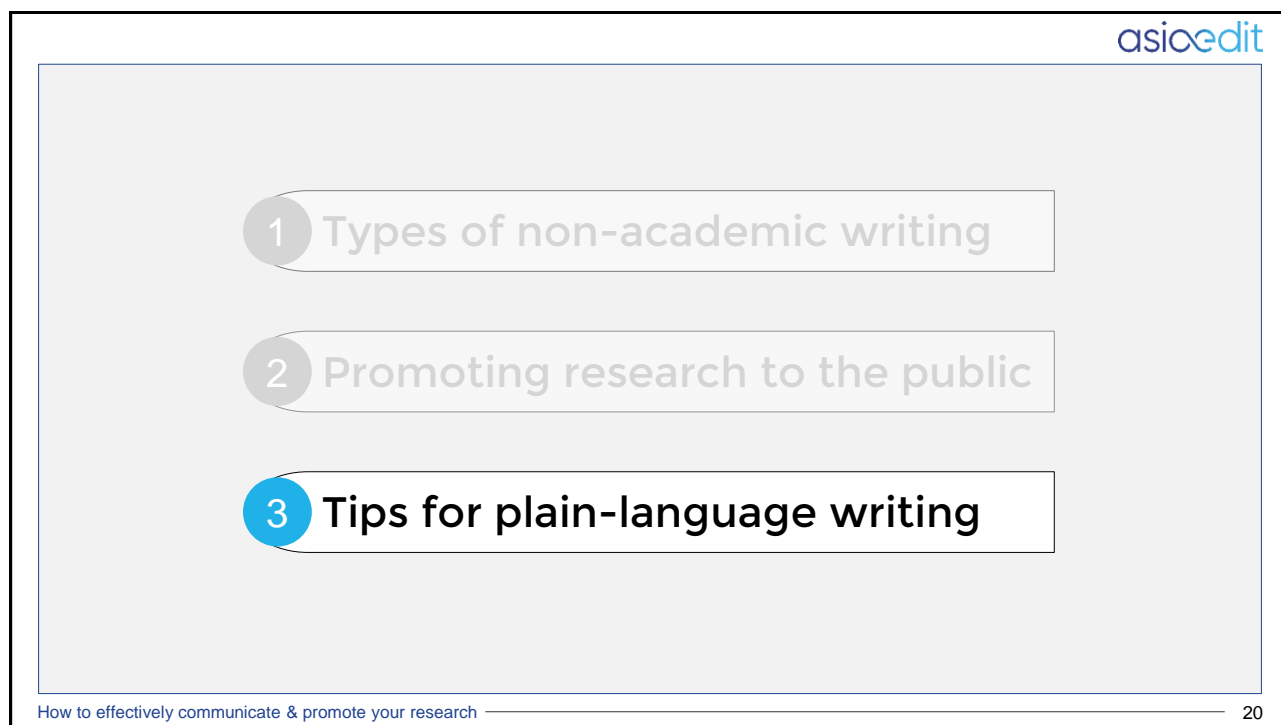 asiaedit
1 Types of non-academic writing
2 Promoting research to the public
3 Tips for plain-language writing
How to effectively communicate & promote your research 20